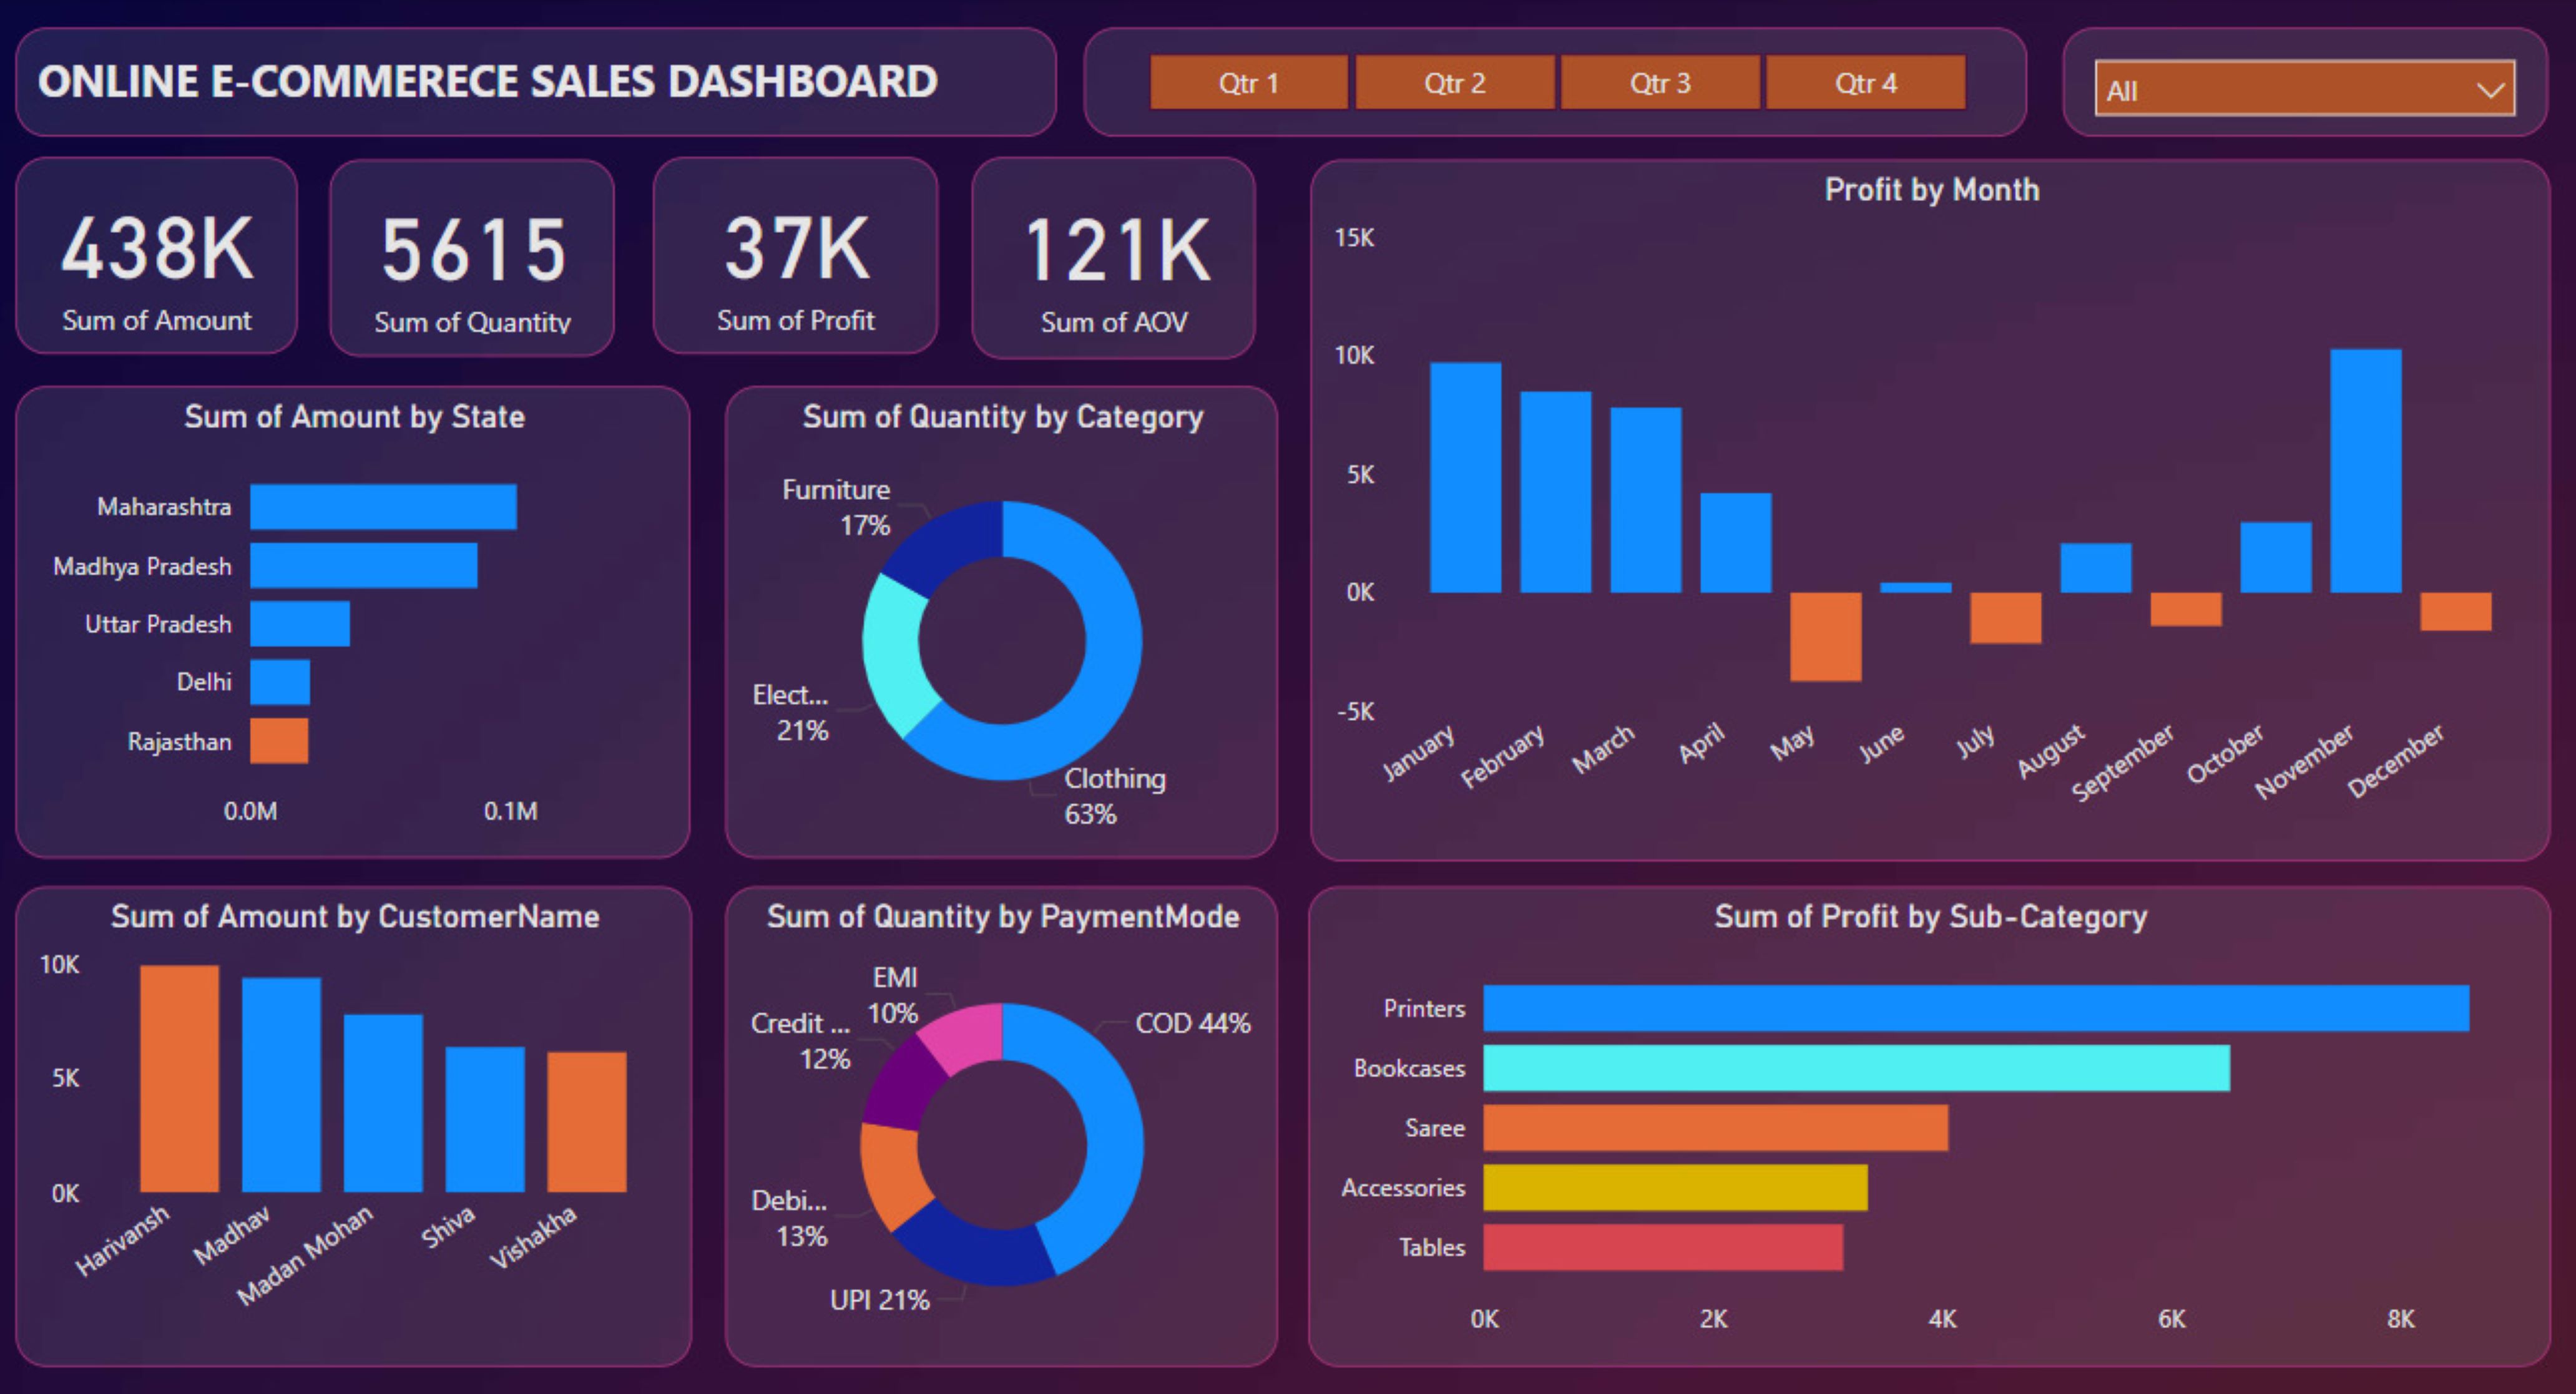 ONLINE E-COMMERECE SALES DASHBOARD
Qtr 1
Qtr 2
Qtr 3
Qtr 4
All
438K
Sum of Amount
5615
Sum of Quantity
37K
Sum of Profit
121K
Sum of AOV
Profit by Month
15K
10K
5K
0K
-5K
January
February
March
April
May
June
July
August
September
October
November
December
Sum of Amount by State
Maharashtra
Madhya Pradesh
Uttar Pradesh
Delhi
Rajasthan
0.0M
0.1M
Sum of Quantity by Category
Furniture
17%
Elect...
21%
Clothing
63%
Sum of Amount by CustomerName
10K
5K
0K
Harivansh
Madhav
Madan Mohan
Shiva
Vishakha
Sum of Quantity by PaymentMode
EMI
10%
Credit ...
12%
COD 44%
Debi...
13%
UPI 21%
Sum of Profit by Sub-Category
Printers
Bookcases
Saree
Accessories
Tables
0K
2K
4K
6K
8K